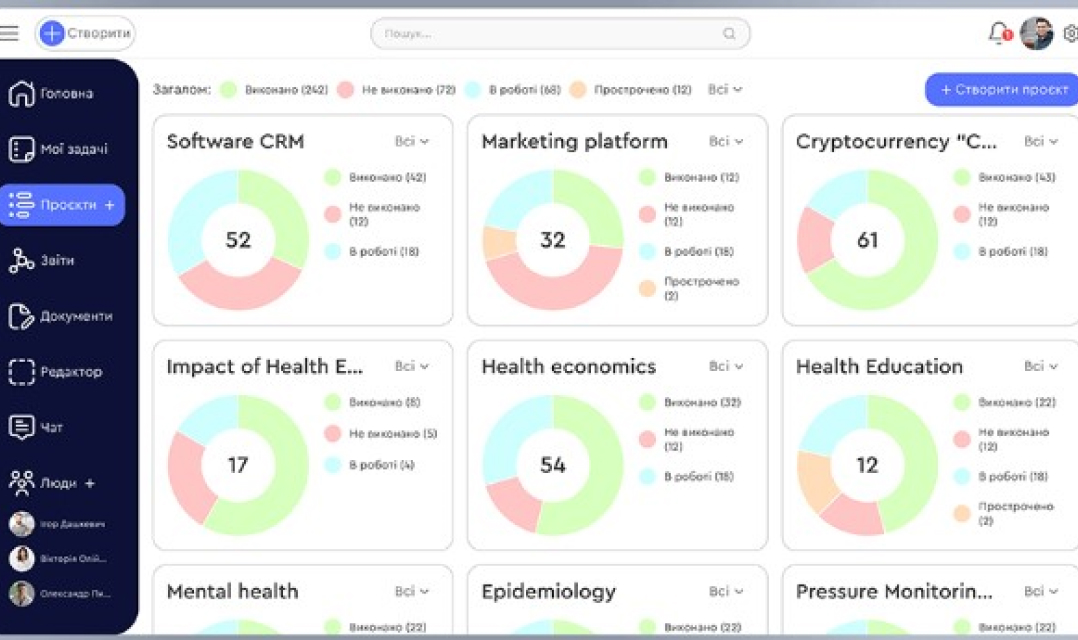 Створити
Пошук...
1
Головна
Мої задачі
Проєкти +
Звіти
Документи
Редактор
Чат
Люди +
Ігор Дашкевич
Вікторія Олій...
Олександр Пи...
Загалом: Виконано (242) Не виконано (72) В роботі (68) Прострочено (12) Всі
+ Створити проєкт
Software CRM Всі
52
Виконано (42)
Не виконано
(12)
В роботі (18)
Marketing platform Всі
32
Виконано (12)
Не виконано
(12)
В роботі (18)
Прострочено
(2)
Cryptocurrency “C... Всі
61
Виконано (43)
Не виконано
(12)
В роботі (18)
Impact of Health E... Всі
17
Виконано (8)
Не виконано (5)
В роботі (4)
Health economics Всі
54
Виконано (32)
Не виконано
(12)
В роботі (18)
Health Education Всі
12
Виконано (22)
Не виконано
(12)
В роботі (18)
Прострочено
(2)
Mental health Всі
Виконано (22)
Epidemiology Всі
Виконано (22)
Pressure Monitorin... Всі
Виконано (22)